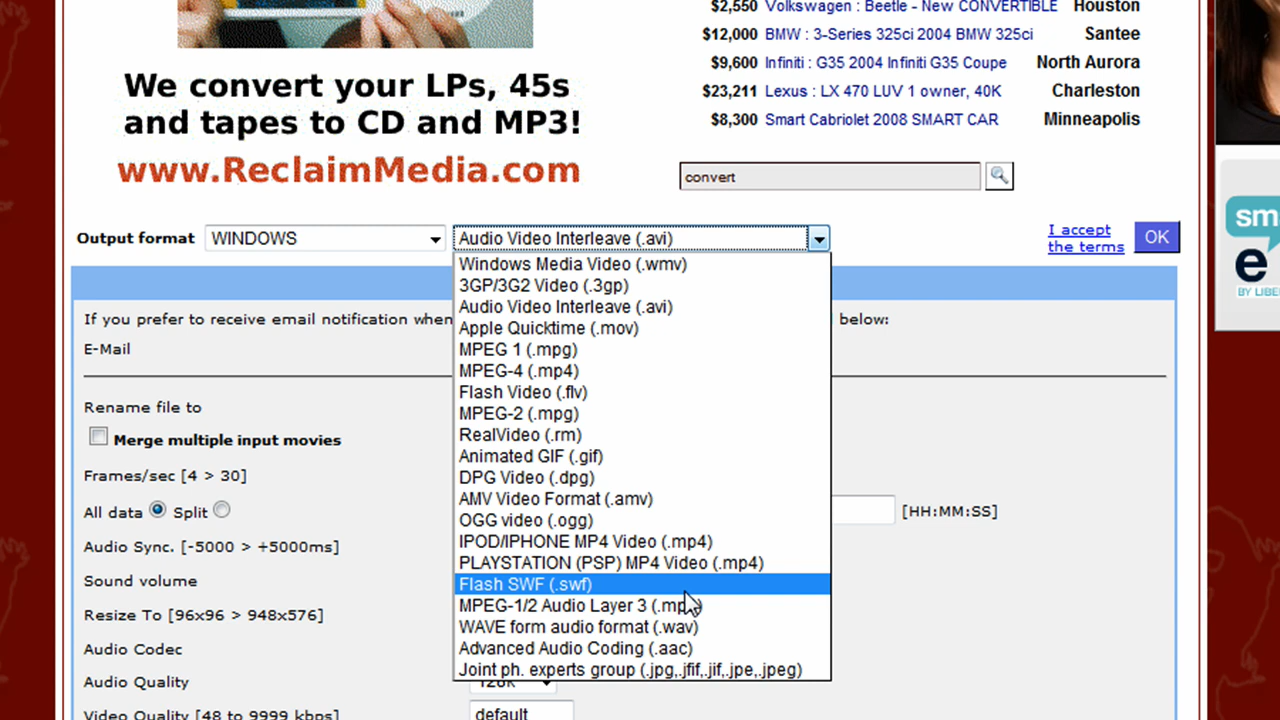 We convert your LPs, 45s
and tapes to CD and MP3!
www.ReclaimMedia.com
$2,550 Volkswagen : Beetle - New CONVERTIBLE Houston
$12,000 BMW : 3-Series 325ci 2004 BMW 325ci Santee
$9,600 Infiniti : G35 2004 Infiniti G35 Coupe North Aurora
$23,211 Lexus : LX 470 LUV 1 owner, 40K Charleston
$8,300 Smart Cabriolet 2008 SMART CAR Minneapolis
convert
Output format WINDOWS Audio Video Interleave (.avi) I accept
the terms OK
Windows Media Video (.wmv)
3GP/3G2 Video (.3gp)
Audio Video Interleave (.avi)
Apple Quicktime (.mov)
MPEG 1 (.mpg)
MPEG-4 (.mp4)
Flash Video (.flv)
MPEG-2 (.mpg)
RealVideo (.rm)
Animated GIF (.gif)
DPG Video (.dpg)
AMV Video Format (.amv)
OGG video (.ogg)
IPOD/IPHONE MP4 Video (.mp4)
PLAYSTATION (PSP) MP4 Video (.mp4)
Flash SWF (.swf)
MPEG-1/2 Audio Layer 3
WAVE form audio format (.wav)
Advanced Audio Coding (.aac)
Joint ph. experts group (.jpg,.jfif,.jif,.jpe,.jpeg)
If you prefer to receive email notification when below:
E-Mail
Rename file to
Merge multiple input movies
Frames/sec [4 > 30]
All data Split [HH:MM:SS]
Audio Sync. [-5000 > +5000ms]
Sound volume
Resize To [96x96 > 948x576]
Audio Codec
Audio Quality
Video Quality [48 to 9999 kbps] default
sm
e
BY LIBE